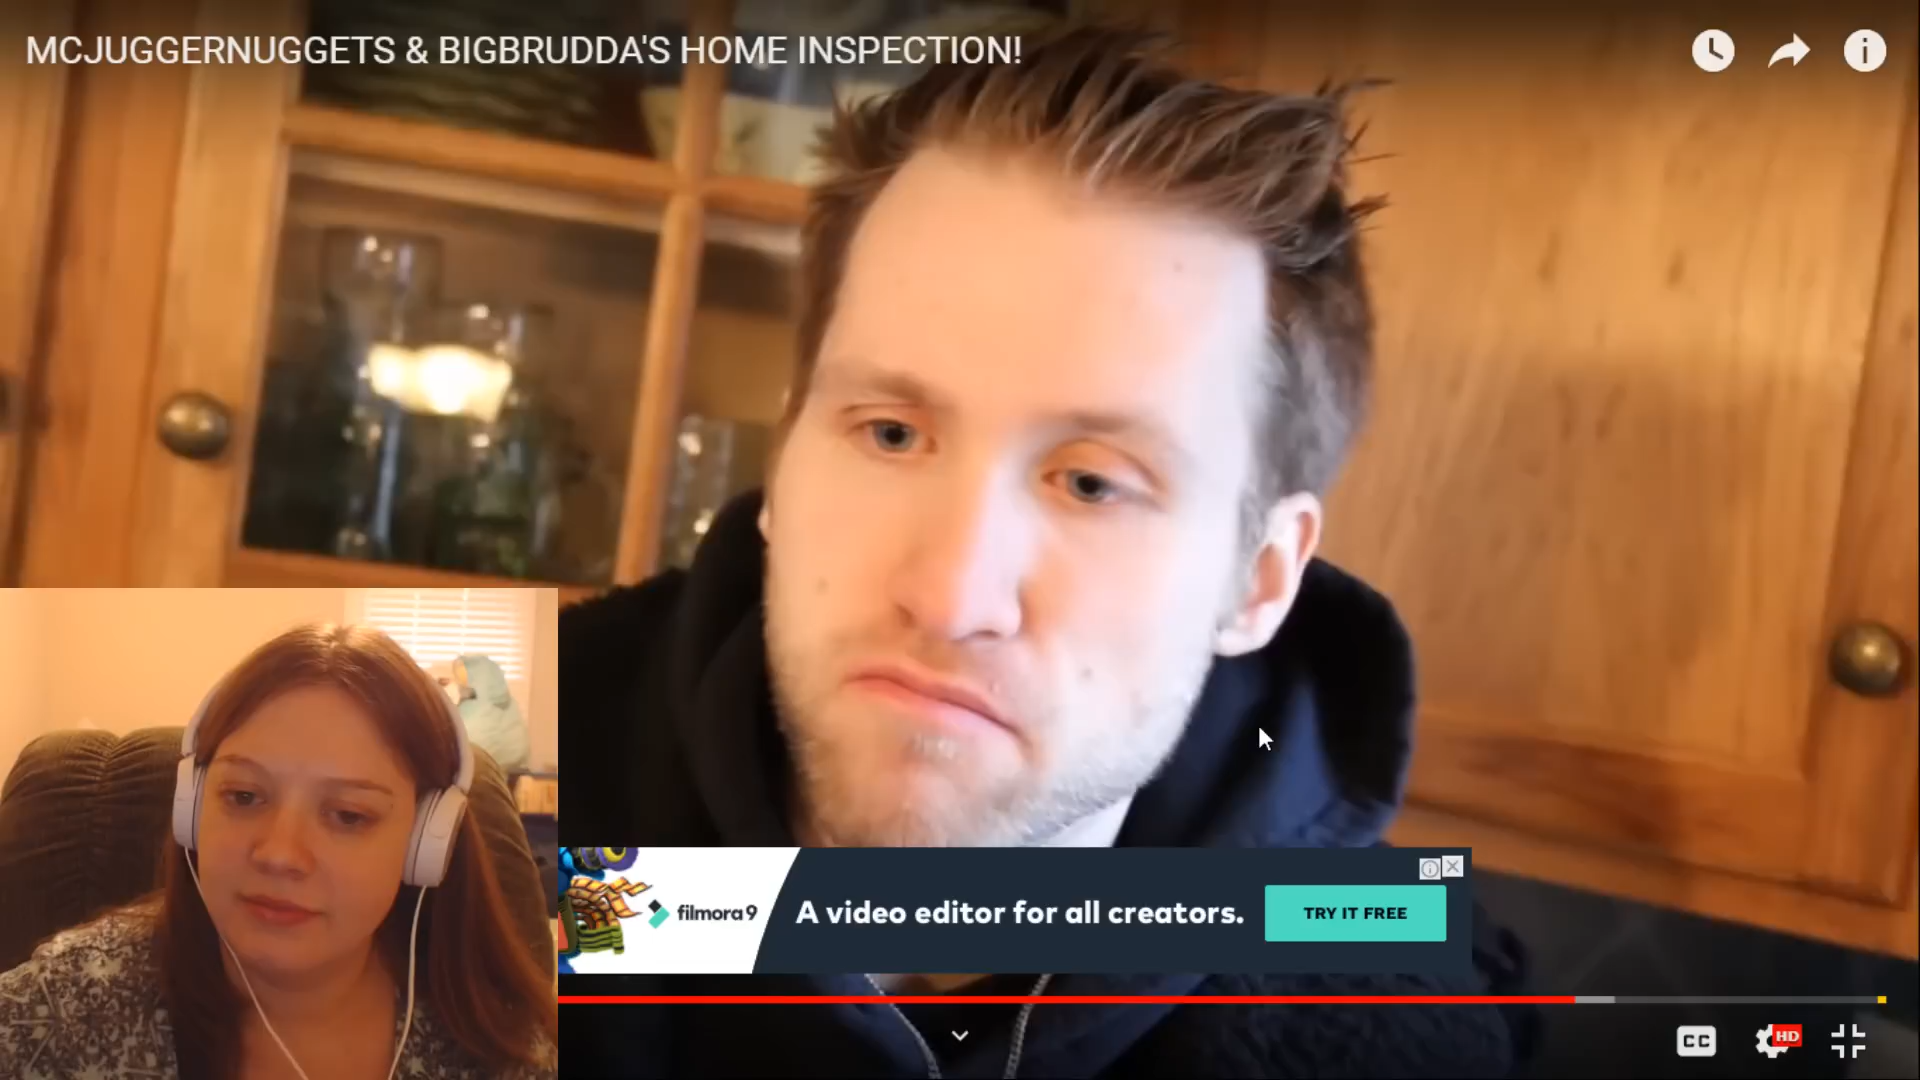 MCJUGGERNUGGETS & BIGBRUDDA'S HOME INSPECTION!
filmora9
A video editor for all creators.
TRY IT FREE
CC
HD